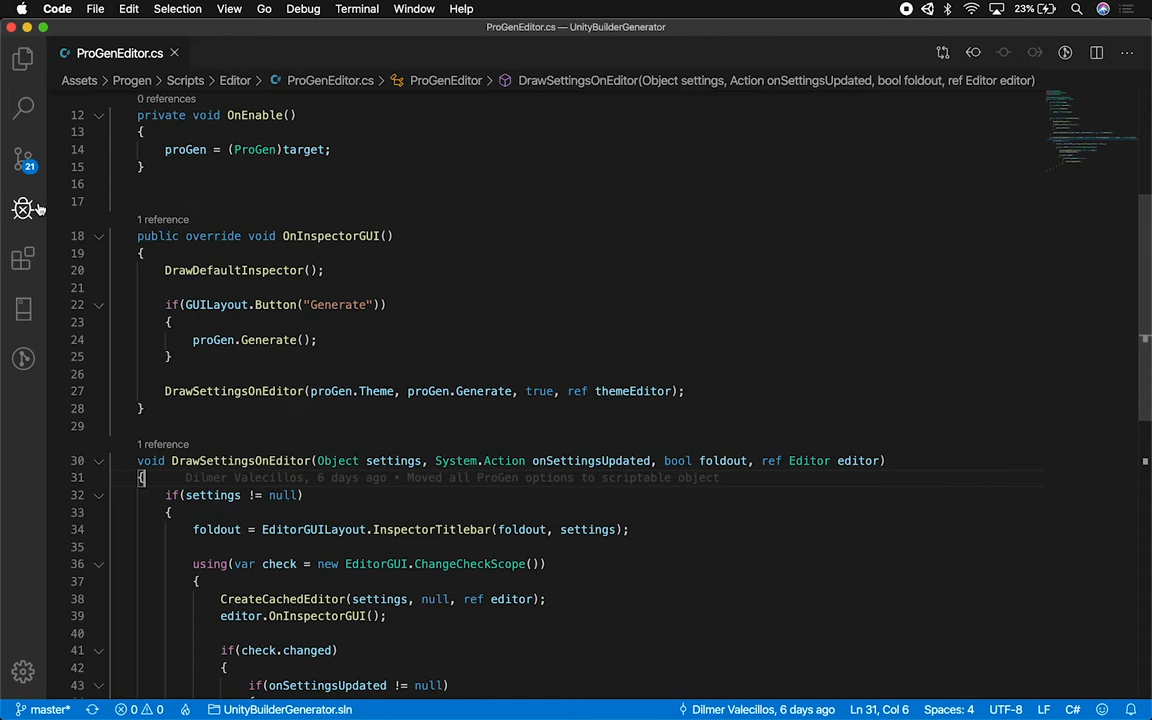 Code File Edit Selection View Go Debug Terminal Window Help 23%
ProGenEditor.cs — UnityBuilderGenerator
ProGenEditor.cs
Assets > Progen > Scripts > Editor > ProGenEditor.cs > ProGenEditor > DrawSettingsOnEditor(Object settings, Action onSettingsUpdated, bool foldout, ref Editor editor)
0 references
12 private void OnEnable()
13 {
14 proGen = (ProGen)target;
15 }
16
17
1 reference
18 public override void OnInspectorGUI()
19 {
20 DrawDefaultInspector();
21
22 if(GUILayout.Button("Generate"))
23 {
24 proGen.Generate();
25 }
26
27 DrawSettingsOnEditor(proGen.Theme, proGen.Generate, true, ref themeEditor);
28 }
29
1 reference
30 void DrawSettingsOnEditor(Object settings, System.Action onSettingsUpdated, bool foldout, ref Editor editor)
31 { Dilmer Valecillos, 6 days ago • Moved all ProGen options to scriptable object
32 if(settings != null)
33 {
34 foldout = EditorGUILayout.InspectorTitlebar(foldout, settings);
35
36 using(var check = new EditorGUI.ChangeCheckScope())
37 {
38 CreateCachedEditor(settings, null, ref editor);
39 editor.OnInspectorGUI();
40
41 if(check.changed)
42 {
43 if(onSettingsUpdated != null)
21
master* 0 0 UnityBuilderGenerator.sln Dilmer Valecillos, 6 days ago Ln 31, Col 6 Spaces: 4 UTF-8 LF C#